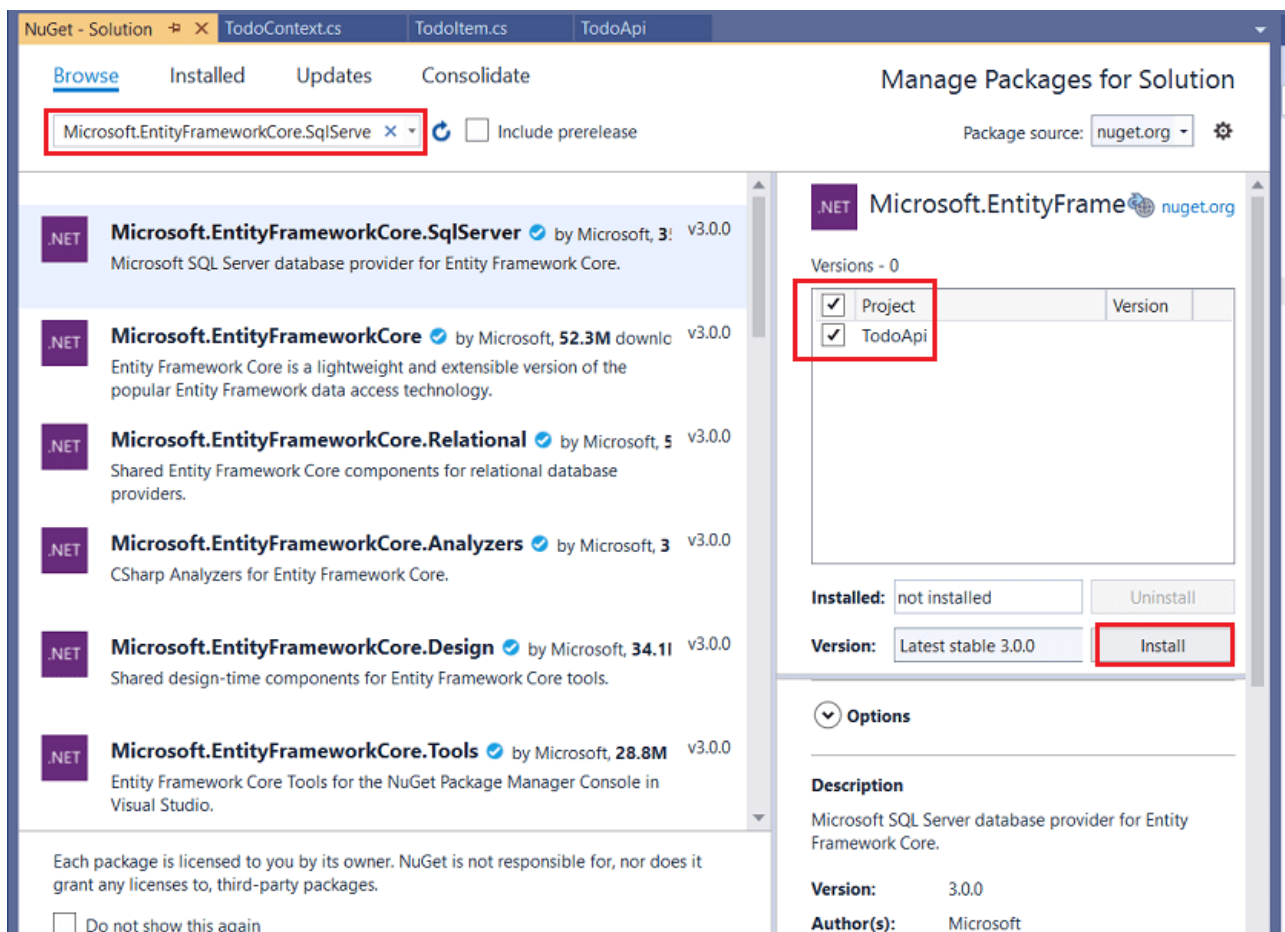 NuGet - Solution
TodoContext.cs
TodoItem.cs
TodoApi
Browse
Installed
Updates
Consolidate
Manage Packages for Solution
Microsoft.EntityFrameworkCore.SqlServe
Include prerelease
Package source: nuget.org
.NET
Microsoft.EntityFrameworkCore.SqlServer by Microsoft, 3 v3.0.0
Microsoft SQL Server database provider for Entity Framework Core.
.NET
Microsoft.EntityFrameworkCore by Microsoft, 52.3M downlo v3.0.0
Entity Framework Core is a lightweight and extensible version of the
popular Entity Framework data access technology.
.NET
Microsoft.EntityFrameworkCore.Relational by Microsoft, 5 v3.0.0
Shared Entity Framework Core components for relational database
providers.
.NET
Microsoft.EntityFrameworkCore.Analyzers by Microsoft, 3 v3.0.0
CSharp Analyzers for Entity Framework Core.
.NET
Microsoft.EntityFrameworkCore.Design by Microsoft, 34.1 v3.0.0
Shared design-time components for Entity Framework Core tools.
.NET
Microsoft.EntityFrameworkCore.Tools by Microsoft, 28.8M v3.0.0
Entity Framework Core Tools for the NuGet Package Manager Console in
Visual Studio.
Each package is licensed to you by its owner. NuGet is not responsible for, nor does it
grant any licenses to, third-party packages.
Do not show this again
.NET
Microsoft.EntityFrame nuget.org
Versions - 0
Project Version
TodoApi
Installed: not installed Uninstall
Version: Latest stable 3.0.0 Install
Options
Description
Microsoft SQL Server database provider for Entity
Framework Core.
Version: 3.0.0
Author(s): Microsoft